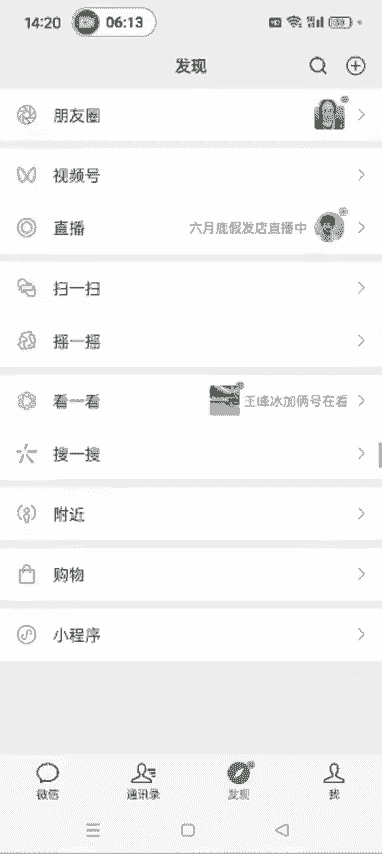 14:20 06:13
发现
朋友圈
视频号
直播 六月底假发店直播中
扫一扫
摇一摇
看一看 王峰冰加俩号在看
搜一搜
附近
购物
小程序
微信 通讯录 发现 我